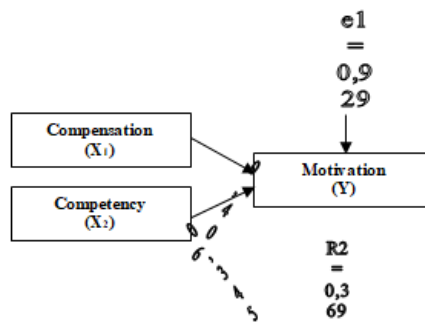 e1
=
0,9
29
Compensation
(X₁)
Motivation
(Y)
Competency
(X₂)
R2
=
0,3
69